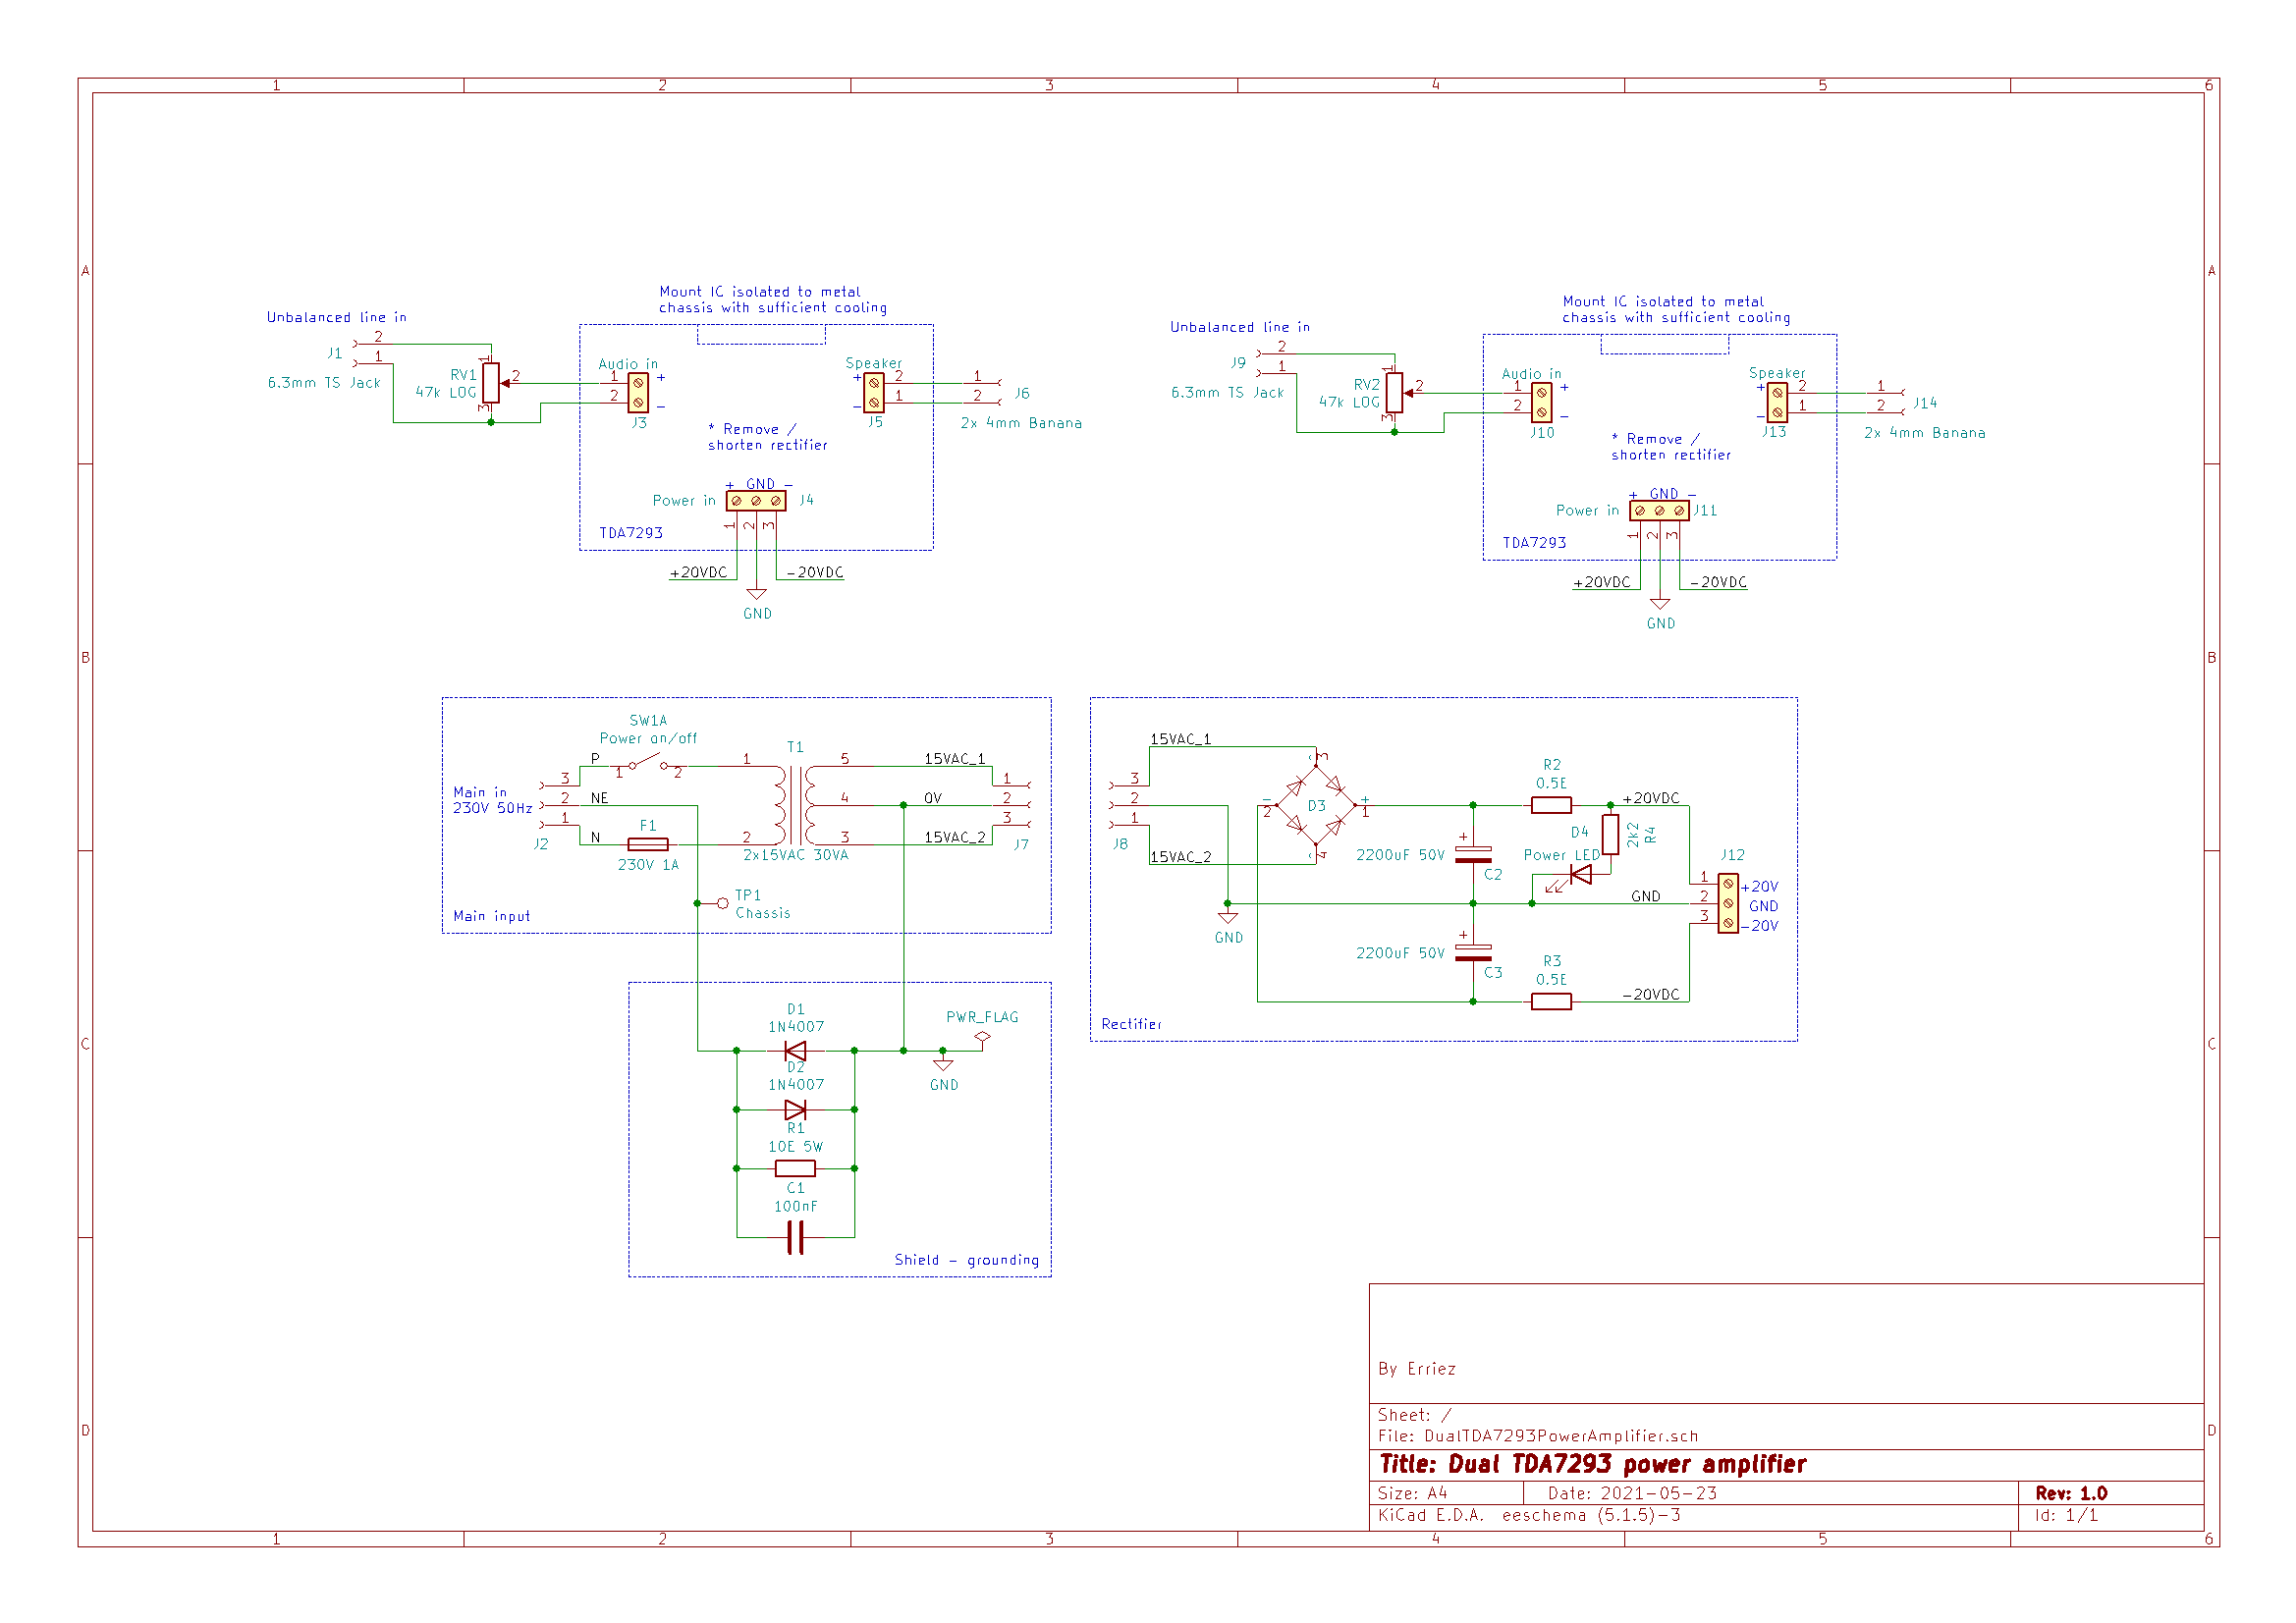 1 2 3 4 5 6
A A
Mount IC isolated to metal
chassis with sufficient cooling
Unbalanced line in
J1
2
1
6.3mm TS Jack
RV1
47k LOG
1
2
3
Audio in
1 +
2 -
J3
Speaker
+ 2
- 1
J5
1
2
J6
2x 4mm Banana
* Remove /
shorten rectifier
+ GND -
Power in
J4
1 2 3
TDA7293
+20VDC
-20VDC
GND
Mount IC isolated to metal
chassis with sufficient cooling
Unbalanced line in
J9
2
1
6.3mm TS Jack
RV2
47k LOG
1
2
3
Audio in
1 +
2 -
J10
Speaker
+ 2
- 1
J13
1
2
J14
2x 4mm Banana
* Remove /
shorten rectifier
+ GND -
Power in
J11
1 2 3
TDA7293
+20VDC
-20VDC
GND
B B
SW1A
Power on/off
P
1 2
Main in
230V 50Hz
3
2
1
J2
NE
N
F1
230V 1A
T1
1
2
5
4
3
2x15VAC 30VA
15VAC_1
0V
15VAC_2
1
2
3
J7
TP1
Chassis
Main input
15VAC_1
3
2
1
J8
15VAC_2
GND
D3
3
-
2
+
1
4
2200uF 50V
+
C2
2200uF 50V
+
C3
R2
0.5E
R3
0.5E
+20VDC
D4
Power LED
2k2
R4
GND
-20VDC
J12
1
2
3
+20V
GND
-20V
Rectifier
C C
D1
1N4007
D2
1N4007
R1
10E 5W
C1
100nF
PWR_FLAG
GND
Shield - grounding
D D
By Erriez
Sheet: /
File: DualTDA7293PowerAmplifier.sch
Title: Dual TDA7293 power amplifier
Size: A4 Date: 2021-05-23 Rev: 1.0
KiCad E.D.A. eeschema (5.1.5)-3 Id: 1/1
1 2 3 4 5 6